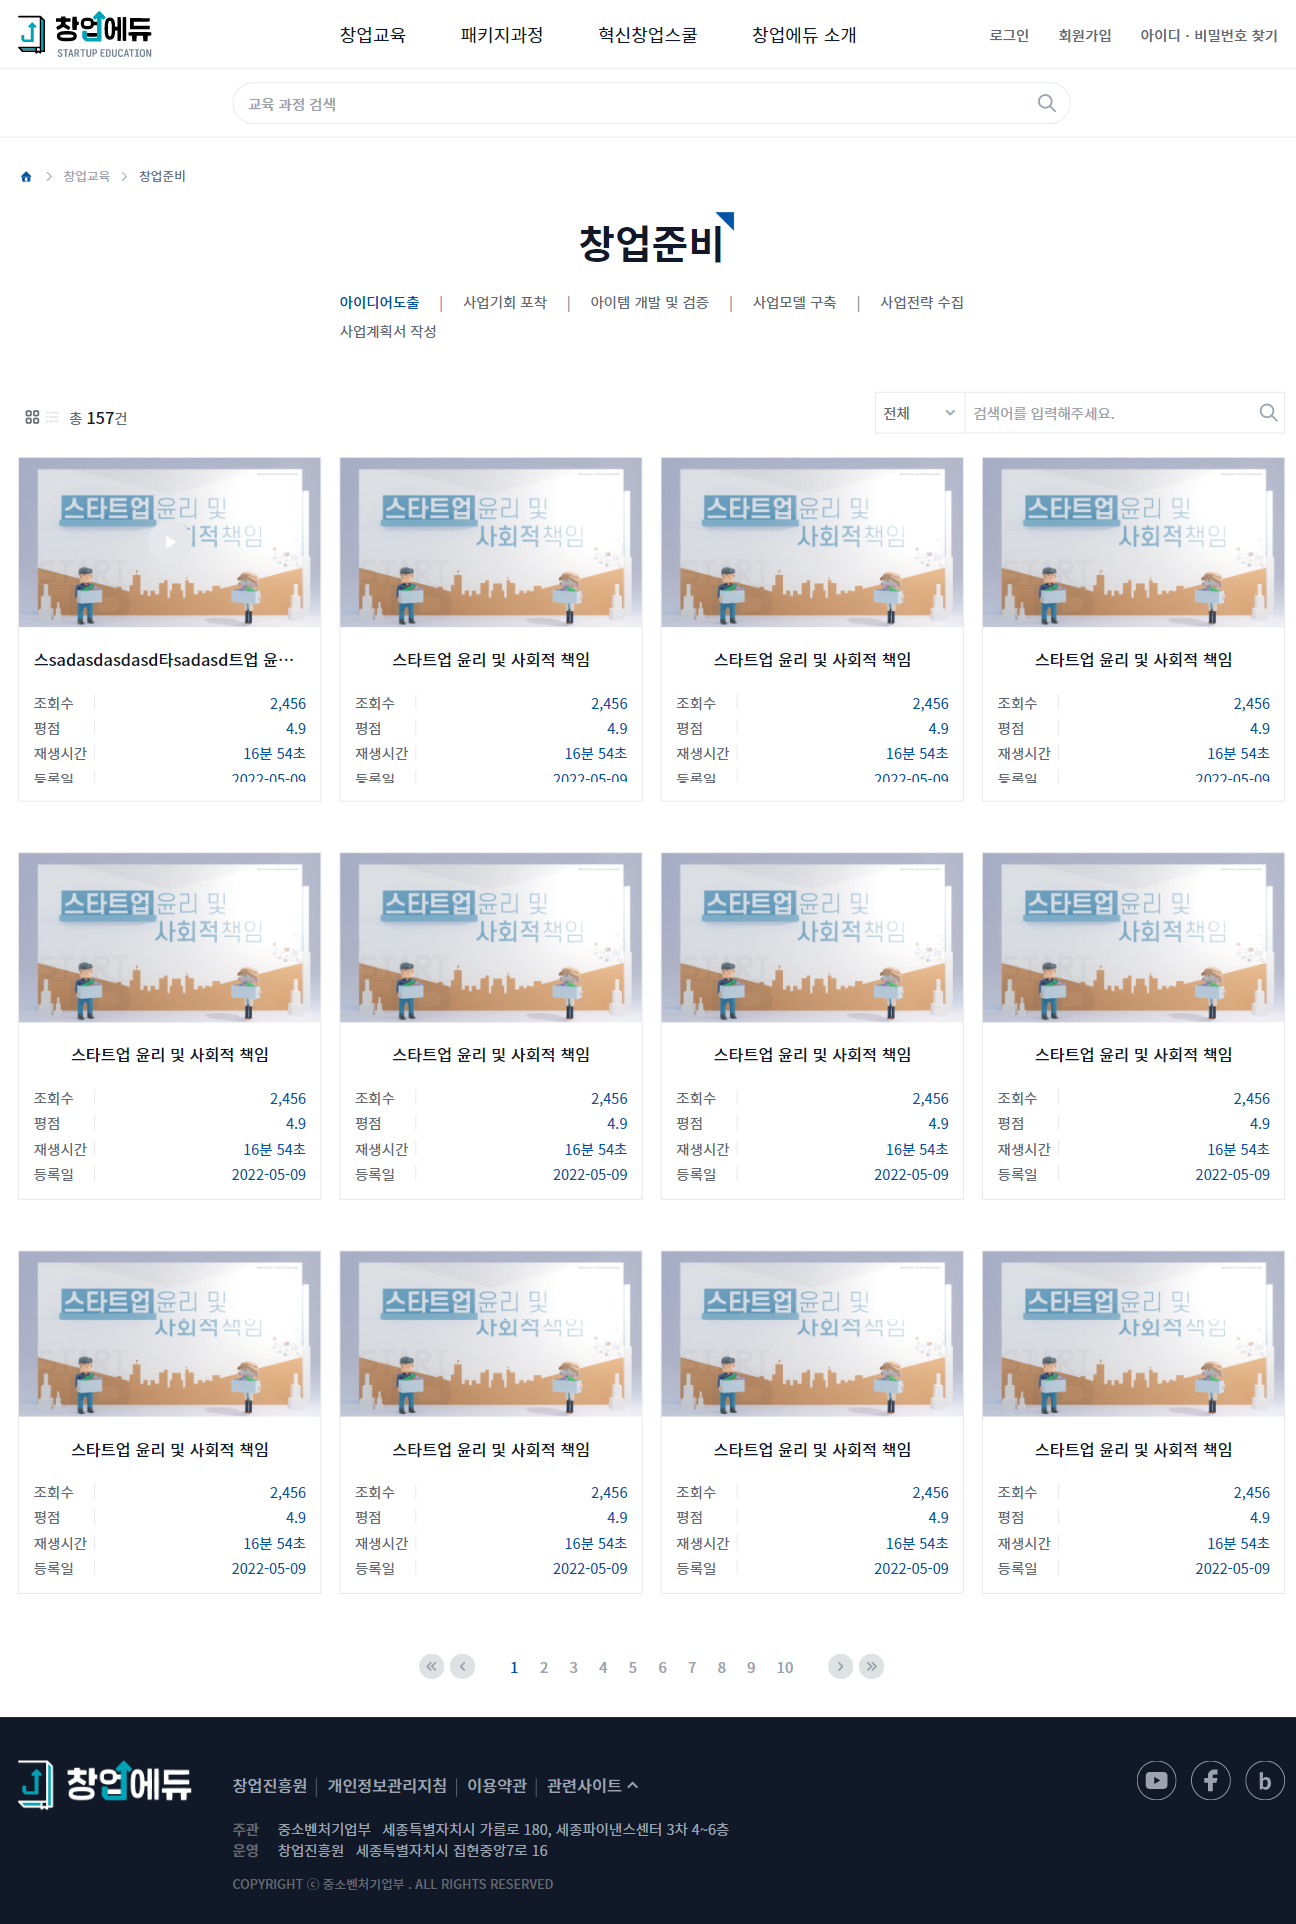 창업에듀
STARTUP EDUCATION
창업교육 패키지과정 혁신창업스쿨 창업에듀 소개
로그인 회원가입 아이디 · 비밀번호 찾기
교육 과정 검색
창업교육 창업준비
창업준비
아이디어도출 | 사업기회 포착 | 아이템 개발 및 검증 | 사업모델 구축 | 사업전략 수집
사업계획서 작성
총 157건
전체 검색어를 입력해주세요.
스타트업 윤리 및 스타트업 윤리 및 스타트업 윤리 및 스타트업 윤리 및
회적책임 사회적책임 사회적책임 사회적책임
스sadasdasdasd타sadasd트업 윤… 스타트업 윤리 및 사회적 책임 스타트업 윤리 및 사회적 책임 스타트업 윤리 및 사회적 책임
조회수 2,456 조회수 2,456 조회수 2,456 조회수 2,456
평점 4.9 평점 4.9 평점 4.9 평점 4.9
재생시간 16분 54초 재생시간 16분 54초 재생시간 16분 54초 재생시간 16분 54초
등록일 2022-05-09 등록일 2022-05-09 등록일 2022-05-09 등록일 2022-05-09
스타트업 윤리 및 스타트업 윤리 및 스타트업 윤리 및 스타트업 윤리 및
사회적책임 사회적책임 사회적책임 사회적책임
START START START START
스타트업 윤리 및 사회적 책임 스타트업 윤리 및 사회적 책임 스타트업 윤리 및 사회적 책임 스타트업 윤리 및 사회적 책임
조회수 2,456 조회수 2,456 조회수 2,456 조회수 2,456
평점 4.9 평점 4.9 평점 4.9 평점 4.9
재생시간 16분 54초 재생시간 16분 54초 재생시간 16분 54초 재생시간 16분 54초
등록일 2022-05-09 등록일 2022-05-09 등록일 2022-05-09 등록일 2022-05-09
스타트업 윤리 및 스타트업 윤리 및 스타트업 윤리 및 스타트업 윤리 및
사회적책임 사회적책임 사회적책임 사회적책임
START START START START
스타트업 윤리 및 사회적 책임 스타트업 윤리 및 사회적 책임 스타트업 윤리 및 사회적 책임 스타트업 윤리 및 사회적 책임
조회수 2,456 조회수 2,456 조회수 2,456 조회수 2,456
평점 4.9 평점 4.9 평점 4.9 평점 4.9
재생시간 16분 54초 재생시간 16분 54초 재생시간 16분 54초 재생시간 16분 54초
등록일 2022-05-09 등록일 2022-05-09 등록일 2022-05-09 등록일 2022-05-09
1 2 3 4 5 6 7 8 9 10
창업에듀
창업진흥원 | 개인정보관리지침 | 이용약관 | 관련사이트
주관 중소벤처기업부 세종특별자치시 가름로 180, 세종파이낸스센터 3차 4~6층
운영 창업진흥원 세종특별자치시 집현중앙7로 16
COPYRIGHT ⓒ 중소벤처기업부 . ALL RIGHTS RESERVED